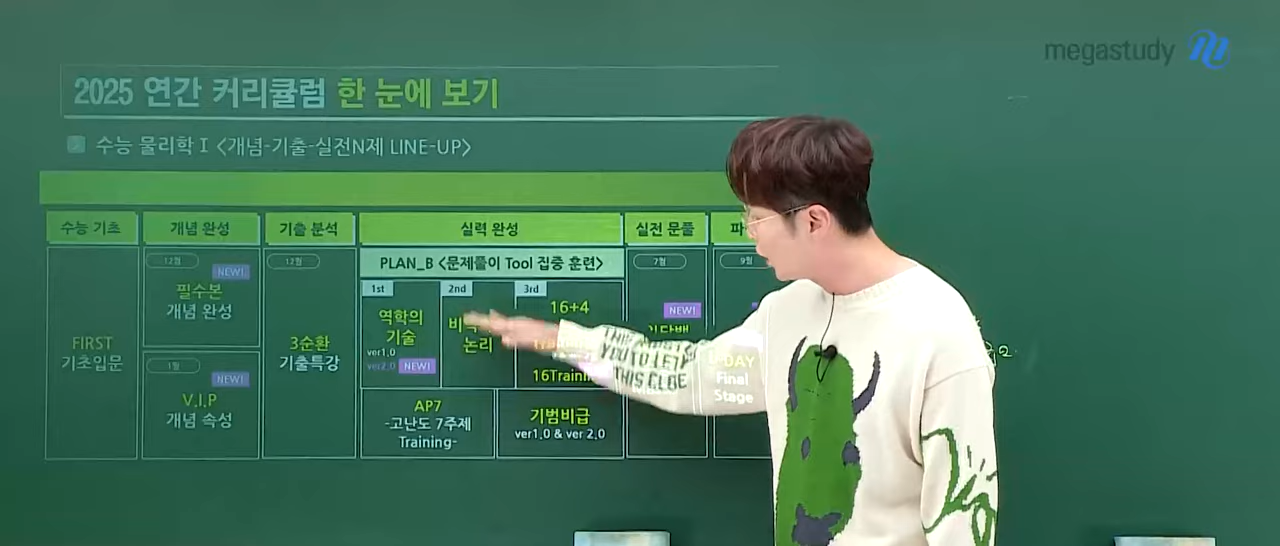 megastudy
2025 연간 커리큘럼 한 눈에 보기
수능 물리학 I <개념-기출-실전N제 LINE-UP>
수능 기초
개념 완성
기출 분석
실력 완성
실전 문풀
12월
NEW!
필수본
개념 완성
12월
PLAN_B <문제풀이 Tool 집중 훈련>
7월
9월
1st
역학의
기술
ver1.0
ver2.0 NEW!
2nd
논리
3rd
16+4
NEW!
FIRST
기초입문
3순환
기출특강
1월
NEW!
V.I.P
개념 속성
-DAY
Final
Stage
AP7
-고난도 7주제
Training-
기범비급
ver1.0 & ver 2.0
YOU TO LET
THIS CLOE